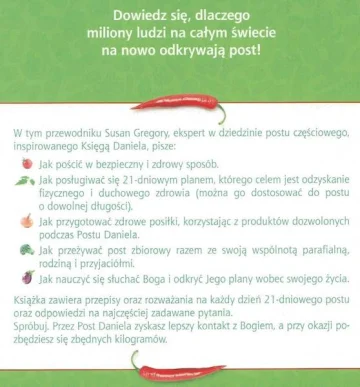 Dowiedz się, dlaczego
miliony ludzi na całym świecie
na nowo odkrywają post!
W tym przewodniku Susan Gregory, ekspert w dziedzinie postu częściowego,
inspirowanego Księgą Daniela, pisze:
Jak pościć w bezpieczny i zdrowy sposób.
Jak posługiwać się 21-dniowym planem, którego celem jest odzyskanie
fizycznego i duchowego zdrowia (można go dostosować do postu
o dowolnej długości).
Jak przygotować zdrowe posiłki, korzystając z produktów dozwolonych
podczas Postu Daniela.
Jak przeżywać post zbiorowy razem ze swoją wspólnotą parafialną,
rodziną i przyjaciółmi.
Jak nauczyć się słuchać Boga i odkryć Jego plany wobec swojego życia.
Książka zawiera przepisy oraz rozważania na każdy dzień 21-dniowego postu
oraz odpowiedzi na najczęściej zadawane pytania.
Spróbuj. Przez Post Daniela zyskasz lepszy kontakt z Bogiem, a przy okazji po-
zbędziesz się zbędnych kilogramów.